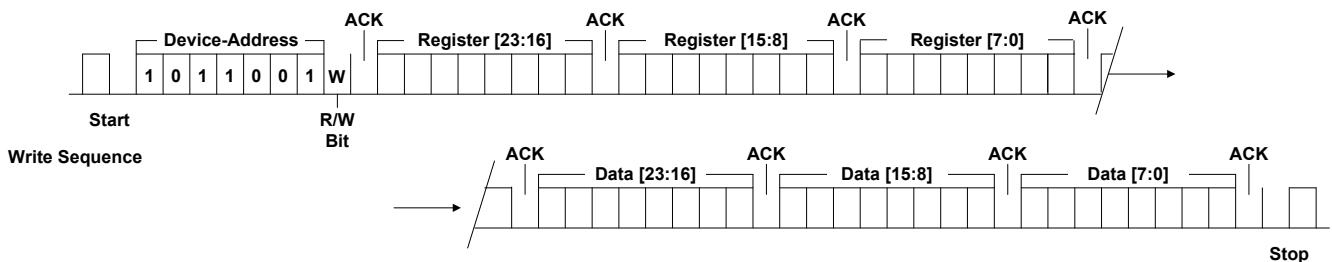 ACK ACK ACK ACK
Device-Address Register [23:16] Register [15:8] Register [7:0]
1 0 1 1 0 0 1 W
Start R/W
Bit
Write Sequence
ACK ACK ACK ACK
Data [23:16] Data [15:8] Data [7:0]
Stop